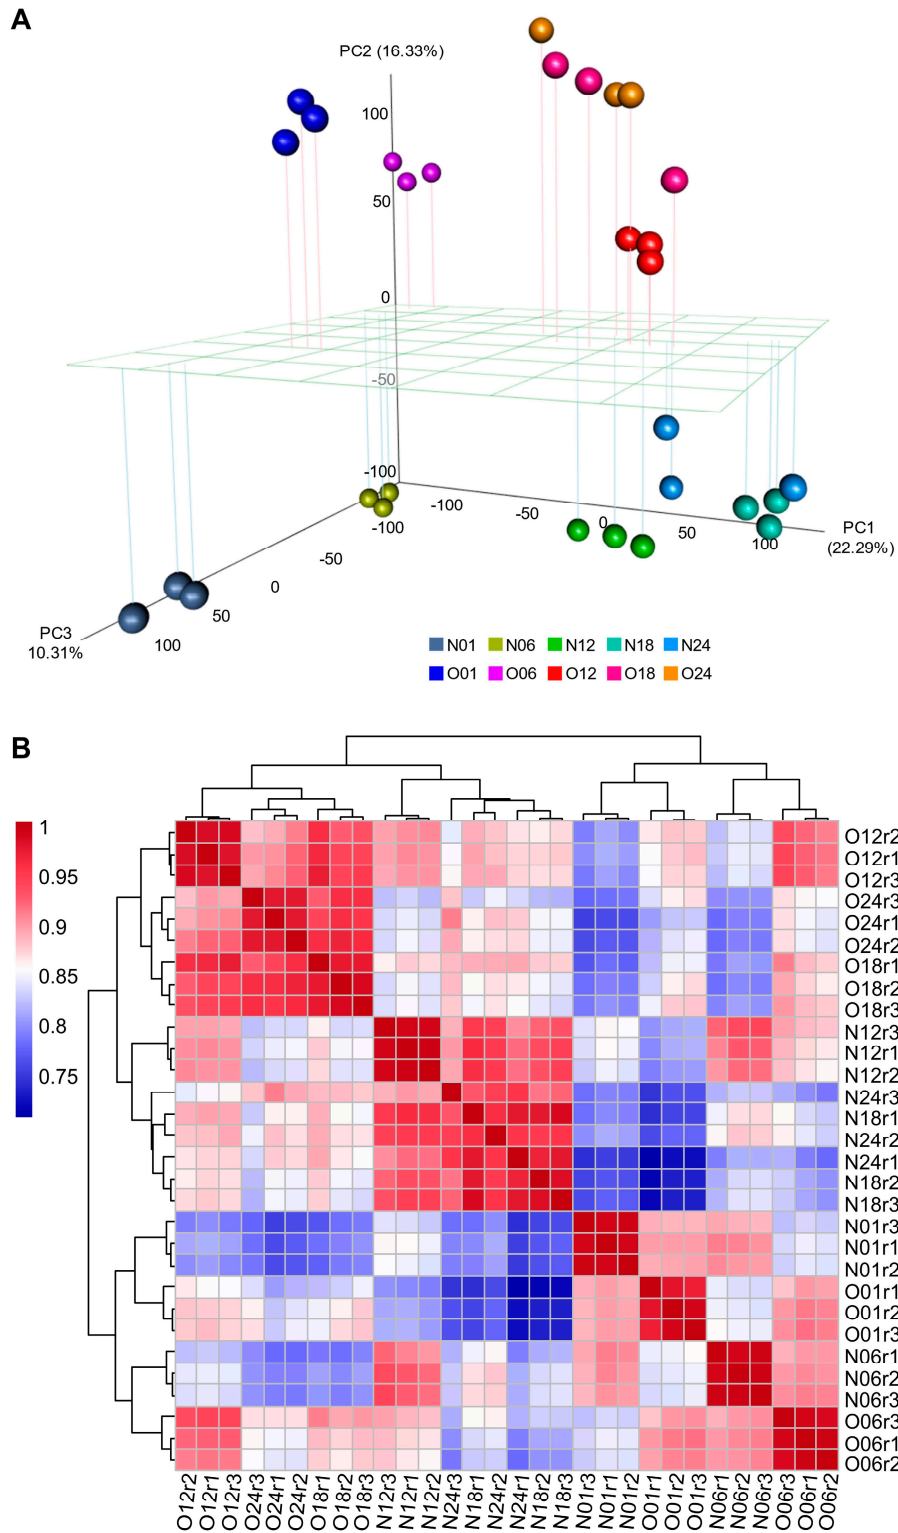 A
PC2 (16.33%)
100
50
0
-50
-100
-100
-50
0
50
100
PC1
(22.29%)
-100
-50
0
50
100
PC3
10.31%
N01 N06 N12 N18 N24
O01 O06 O12 O18 O24
B
1
0.95
0.9
0.85
0.8
0.75
O12r2
O12r1
O12r3
O24r3
O24r1
O24r2
O18r1
O18r2
O18r3
N12r3
N12r1
N12r2
N24r3
N18r1
N24r2
N24r1
N18r2
N18r3
N01r3
N01r1
N01r2
O01r1
O01r2
O01r3
N06r1
N06r2
N06r3
O06r3
O06r1
O06r2
O12r2 O12r1 O12r3 O24r3 O24r1 O24r2 O18r1 O18r2 O18r3 N12r3 N12r1 N12r2 N24r3 N18r1 N24r2 N24r1 N18r2 N18r3 N01r3 N01r1 N01r2 O01r1 O01r2 O01r3 N06r1 N06r2 N06r3 O06r3 O06r1 O06r2